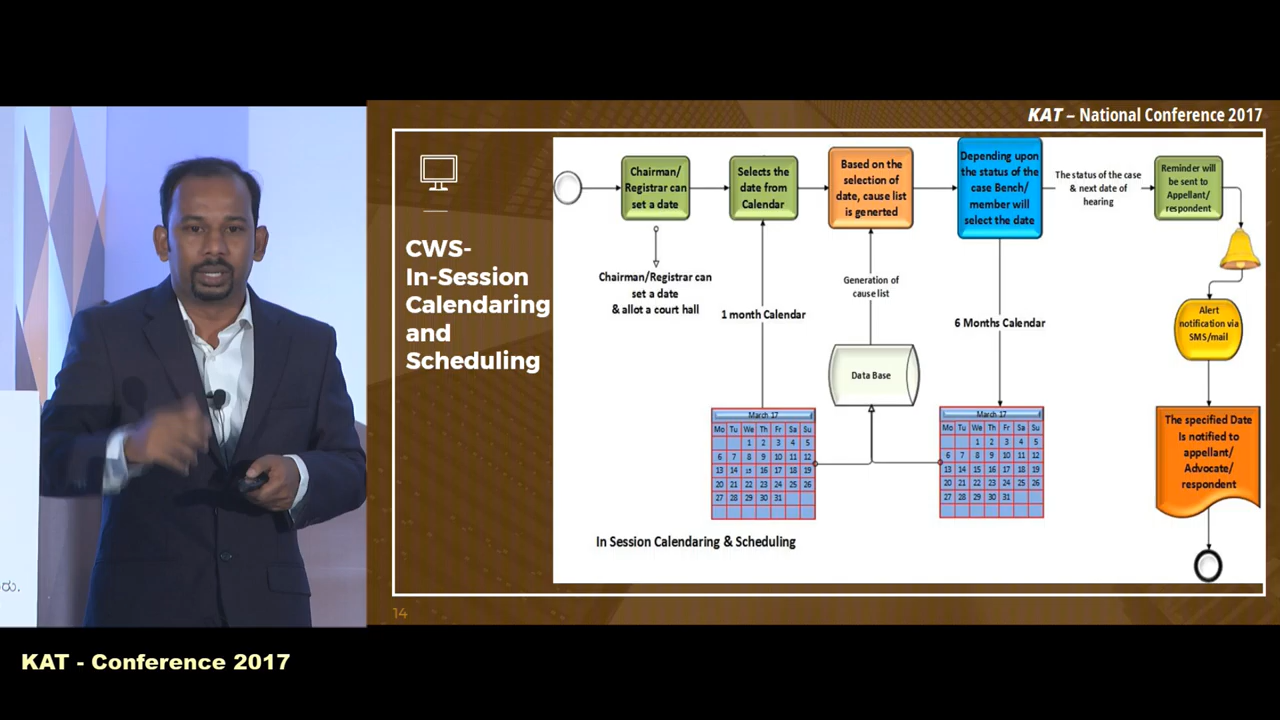 KAT – National Conference 2017
CWS-
In-Session
Calendaring
and
Scheduling
Chairman/
Registrar can
set a date
Selects the
date from
Calendar
Based on the
selection of
date, cause list
is generted
Depending upon
the status of the
case Bench/
member will
select the date
The status of the case
& next date of
hearing
Reminder will
be sent to
Appellant/
respondent
Chairman/Registrar can
set a date
& allot a court hall
1 month Calendar
Generation of
cause list
6 Months Calendar
Alert
notification via
SMS/mail
Data Base
March 17
Mo Tu We Th Fr Sa Su
1 2 3 4 5
6 7 8 9 10 11 12
13 14 15 16 17 18 19
20 21 22 23 24 25 26
27 28 29 30 31
March 17
Mo Tu We Th Fr Sa Su
1 2 3 4 5
6 7 8 9 10 11 12
13 14 15 16 17 18 19
20 21 22 23 24 25 26
27 28 29 30 31
The specified Date
Is notified to
appellant/
Advocate/
respondent
In Session Calendaring & Scheduling
14
KAT - Conference 2017